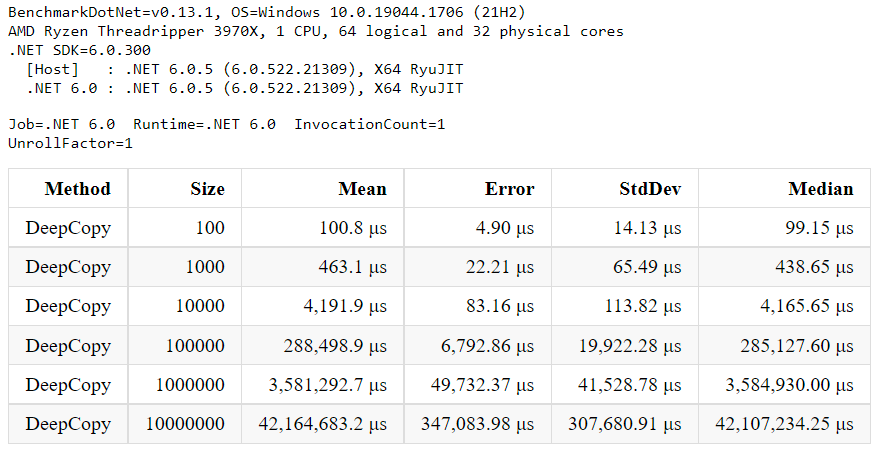 BenchmarkDotNet=v0.13.1, OS=Windows 10.0.19044.1706 (21H2)
AMD Ryzen Threadripper 3970X, 1 CPU, 64 logical and 32 physical cores
.NET SDK=6.0.300
  [Host]   : .NET 6.0.5 (6.0.522.21309), X64 RyuJIT
  .NET 6.0 : .NET 6.0.5 (6.0.522.21309), X64 RyuJIT
Job=.NET 6.0  Runtime=.NET 6.0  InvocationCount=1
UnrollFactor=1
Method Size Mean Error StdDev Median
DeepCopy 100 100.8 μs 4.90 μs 14.13 μs 99.15 μs
DeepCopy 1000 463.1 μs 22.21 μs 65.49 μs 438.65 μs
DeepCopy 10000 4,191.9 μs 83.16 μs 113.82 μs 4,165.65 μs
DeepCopy 100000 288,498.9 μs 6,792.86 μs 19,922.28 μs 285,127.60 μs
DeepCopy 1000000 3,581,292.7 μs 49,732.37 μs 41,528.78 μs 3,584,930.00 μs
DeepCopy 10000000 42,164,683.2 μs 347,083.98 μs 307,680.91 μs 42,107,234.25 μs